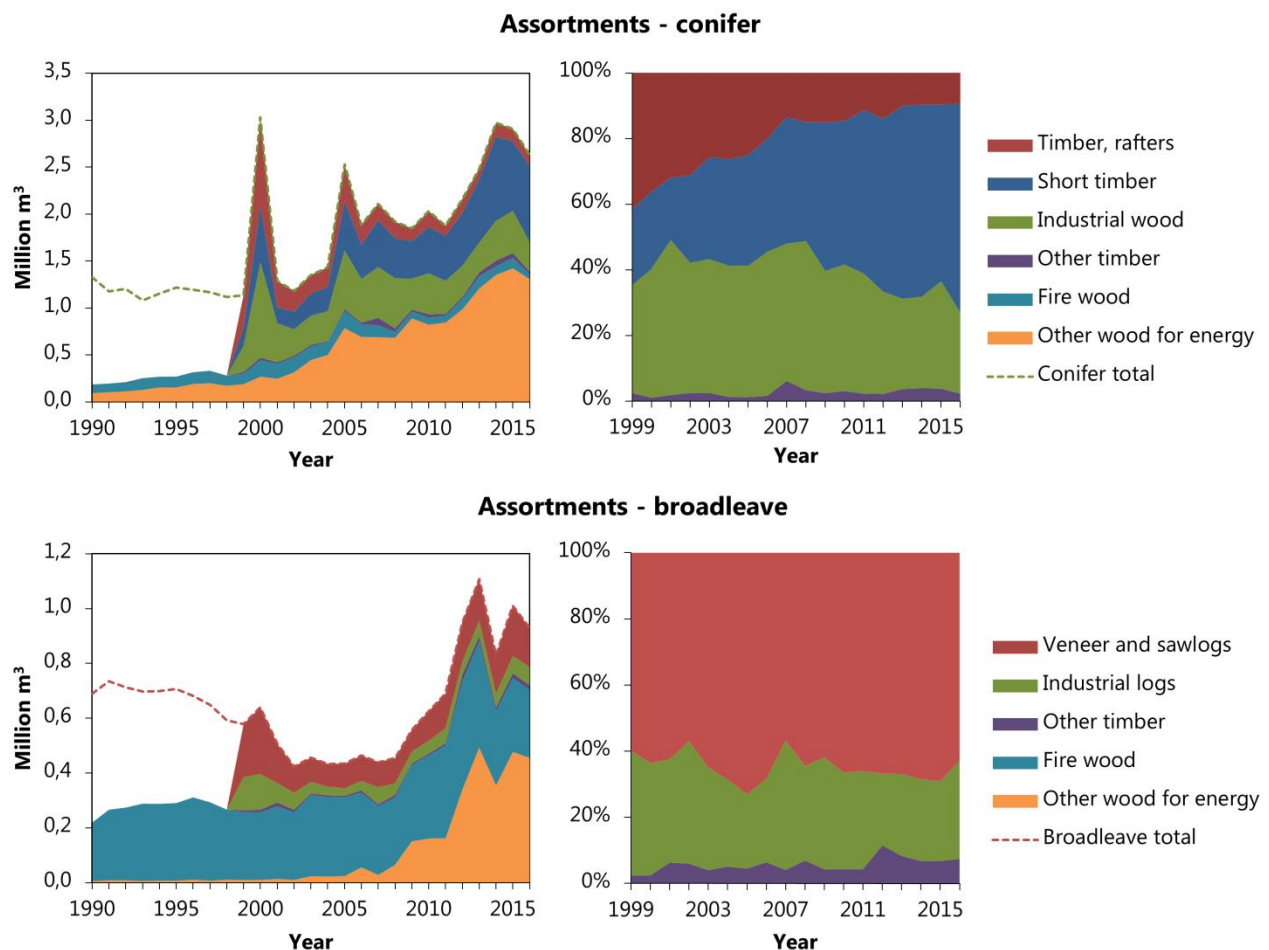 Assortments - conifer
3,5
3,0
2,5
2,0
1,5
1,0
0,5
0,0
Million m³
1990 1995 2000 2005 2010 2015
Year
100%
80%
60%
40%
20%
0%
1999 2003 2007 2011 2015
Year
Timber, rafters
Short timber
Industrial wood
Other timber
Fire wood
Other wood for energy
Conifer total
Assortments - broadleave
1,2
1,0
0,8
0,6
0,4
0,2
0,0
Million m³
1990 1995 2000 2005 2010 2015
Year
100%
80%
60%
40%
20%
0%
1999 2003 2007 2011 2015
Year
Veneer and sawlogs
Industrial logs
Other timber
Fire wood
Other wood for energy
Broadleave total